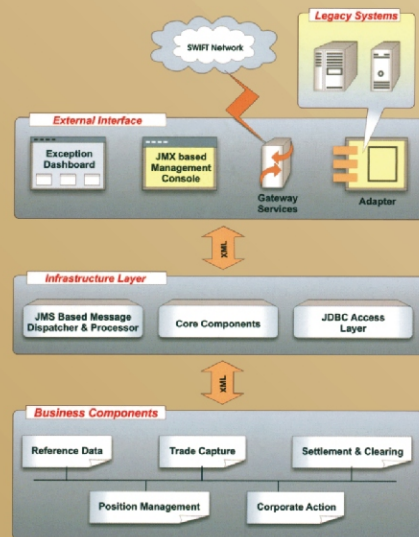 Legacy Systems
SWIFT Network
External Interface
Exception
Dashboard
JMX based
Management
Console
Gateway
Services
Adapter
XML
Infrastructure Layer
JMS Based Message
Dispatcher & Processor
Core Components
JDBC Access
Layer
XML
Business Components
Reference Data
Trade Capture
Settlement & Clearing
Position Management
Corporate Action